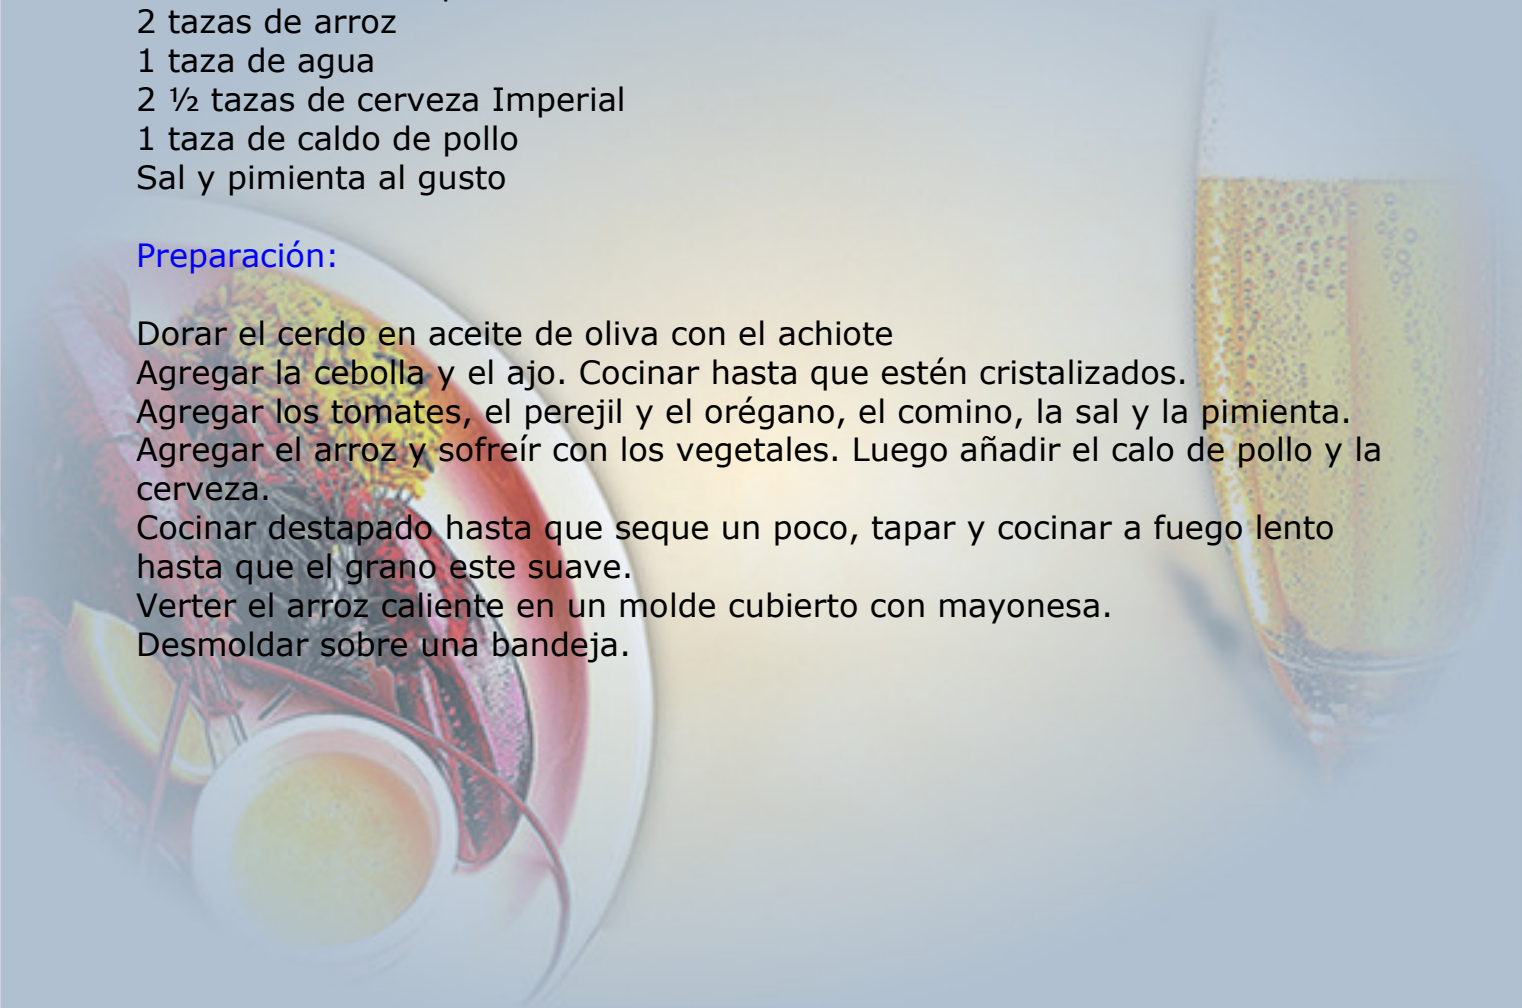 2 tazas de arroz
1 taza de agua
2 ½ tazas de cerveza Imperial
1 taza de caldo de pollo
Sal y pimienta al gusto
Preparación:
Dorar el cerdo en aceite de oliva con el achiote
Agregar la cebolla y el ajo. Cocinar hasta que estén cristalizados.
Agregar los tomates, el perejil y el orégano, el comino, la sal y la pimienta.
Agregar el arroz y sofreír con los vegetales. Luego añadir el calo de pollo y la
cerveza.
Cocinar destapado hasta que seque un poco, tapar y cocinar a fuego lento
hasta que el grano este suave.
Verter el arroz caliente en un molde cubierto con mayonesa.
Desmoldar sobre una bandeja.